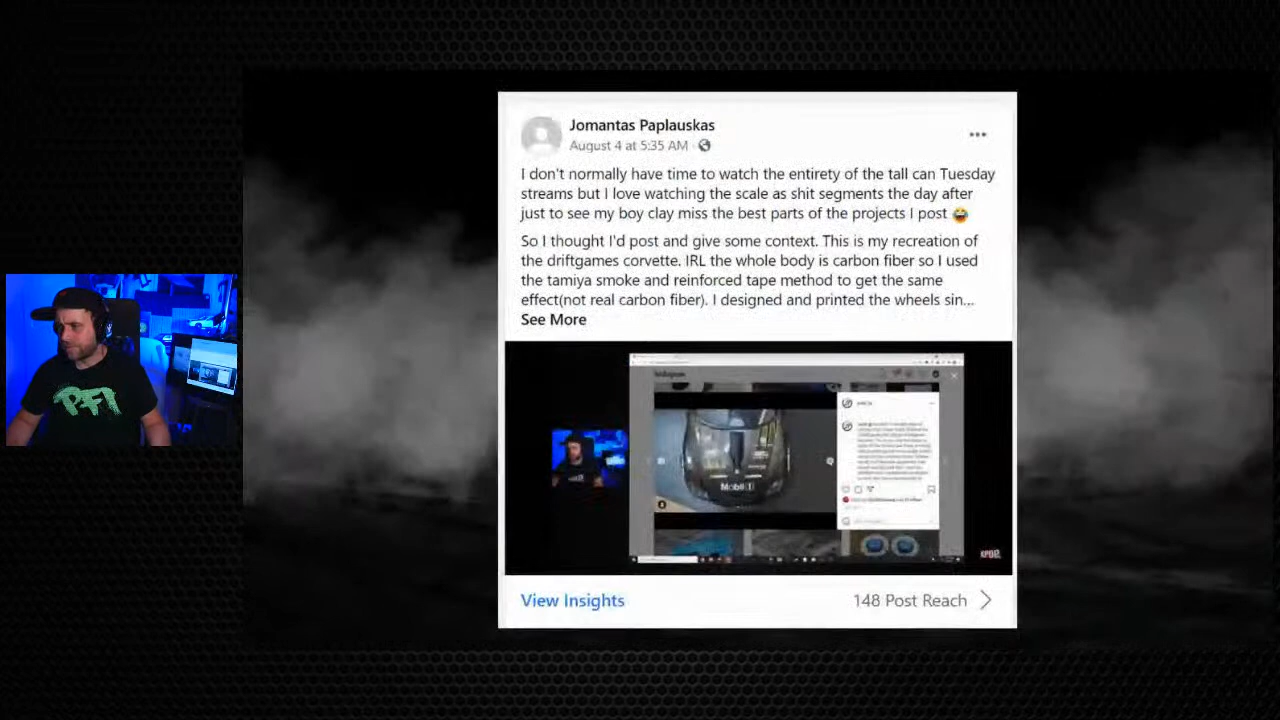 Jomantas Paplauskas
August 4 at 5:35 AM ·
I don't normally have time to watch the entirety of the tall can Tuesday
streams but I love watching the scale as shit segments the day after
just to see my boy clay miss the best parts of the projects I post 😂
So I thought I'd post and give some context. This is my recreation of
the driftgames corvette. IRL the whole body is carbon fiber so I used
the tamiya smoke and reinforced tape method to get the same
effect(not real carbon fiber). I designed and printed the wheels sin...
See More
PFI
Instagram
Mobil 1
View Insights
148 Post Reach